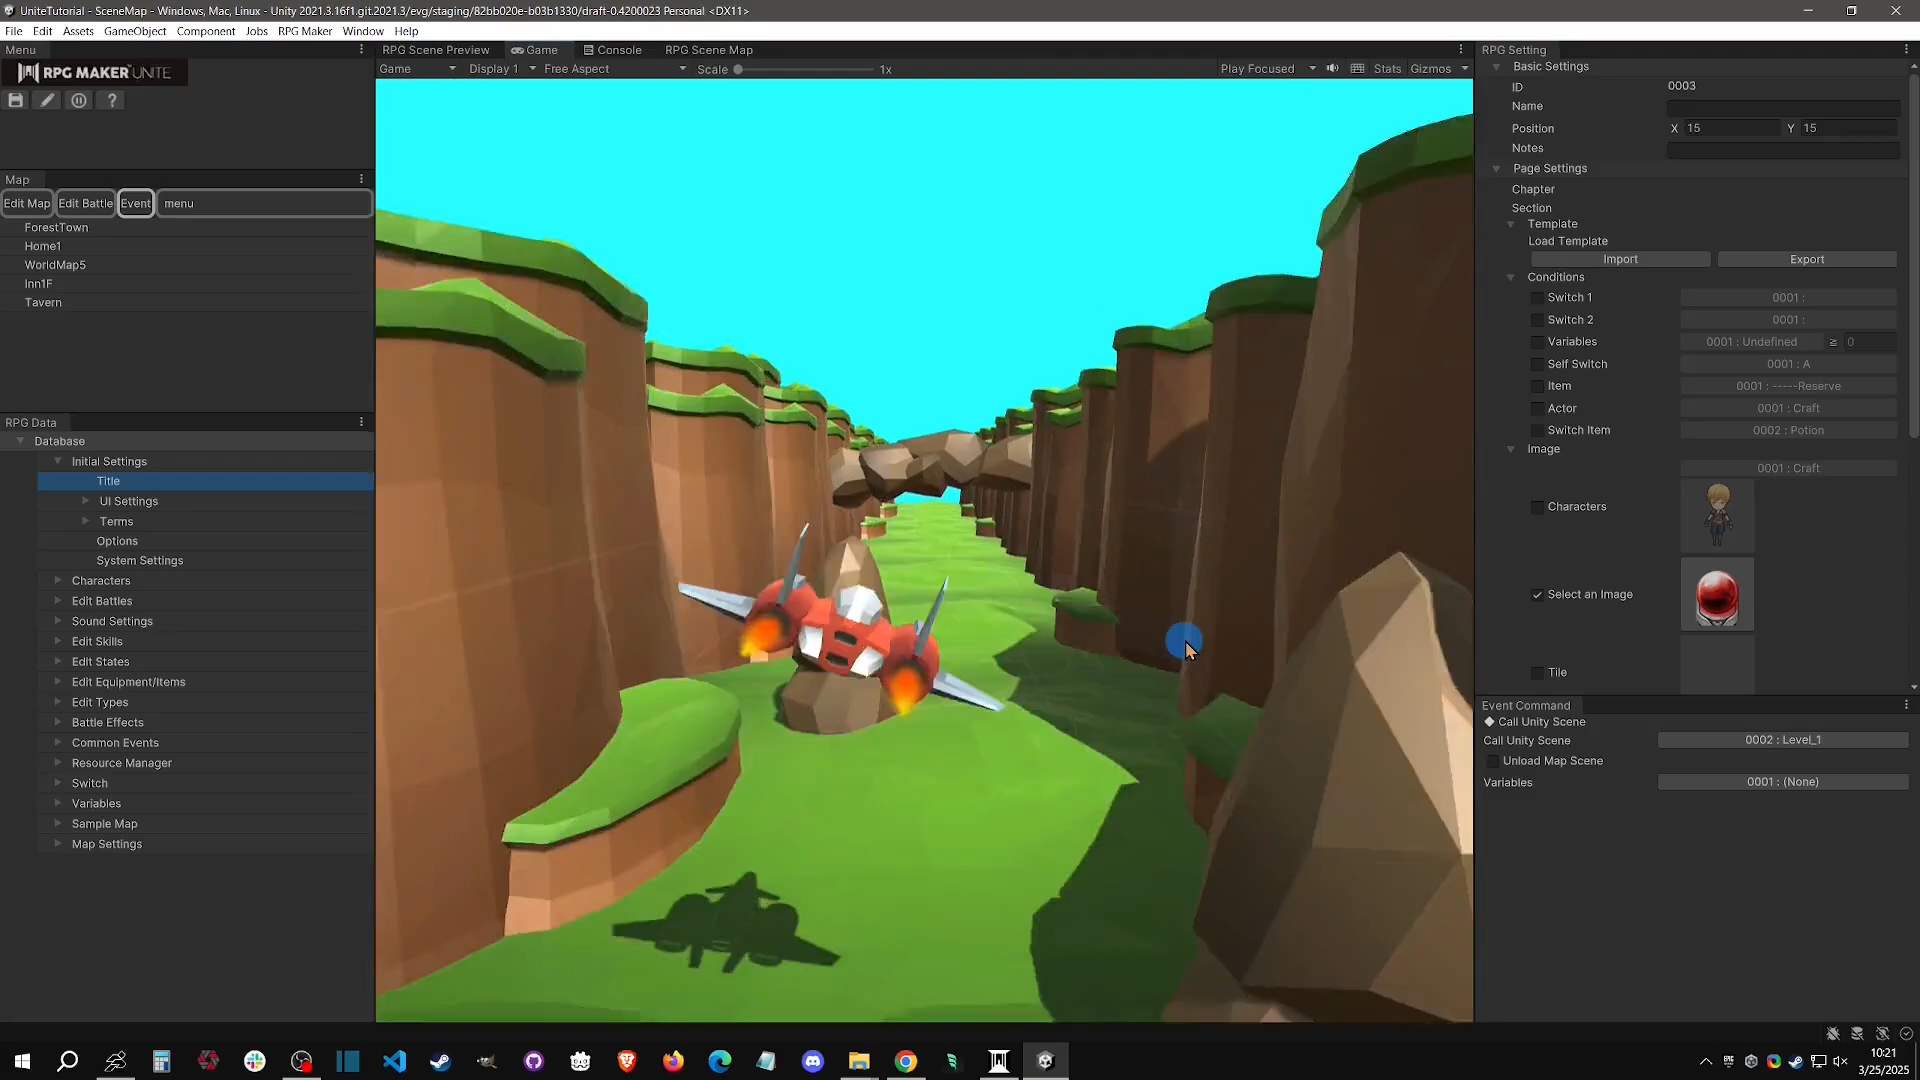 UniteTutorial - SceneMap - Windows, Mac, Linux - Unity 2021.3.16f1.git.2021.3/evg/staging/82bb020e-b03b1330/draft-0.4200023 Personal <DX11>
File Edit Assets GameObject Component Jobs RPG Maker Window Help
Menu
RPG MAKER UNITE
?
Map
Edit Map Edit Battle Event menu
ForestTown
Home1
WorldMap5
Inn1F
Tavern
RPG Data
Database
Initial Settings
Title
UI Settings
Terms
Options
System Settings
Characters
Edit Battles
Sound Settings
Edit Skills
Edit States
Edit Equipment/Items
Edit Types
Battle Effects
Common Events
Resource Manager
Switch
Variables
Sample Map
Map Settings
RPG Scene Preview Game Console RPG Scene Map
Game Display 1 Free Aspect Scale 1x Play Focused Stats Gizmos
RPG Setting
Basic Settings
ID 0003
Name
Position X 15 Y 15
Notes
Page Settings
Chapter
Section
Template
Load Template
Import Export
Conditions
Switch 1 0001 :
Switch 2 0001 :
Variables 0001 : Undefined ≥ 0
Self Switch 0001 : A
Item 0001 : -----Reserve
Actor 0001 : Craft
Switch Item 0002 : Potion
Image
0001 : Craft
Characters
Select an Image
Tile
Event Command
◆ Call Unity Scene
Call Unity Scene 0002 : Level_1
Unload Map Scene
Variables 0001 : (None)
10:21
3/25/2025